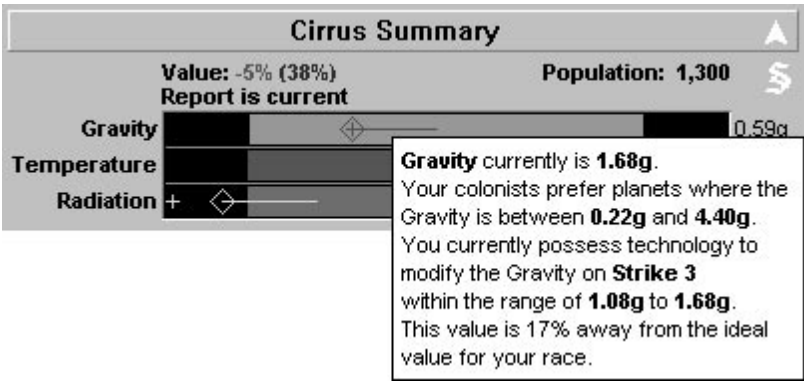 Cirrus Summary
Value: -5% (38%) Population: 1,300
Report is current
Gravity 0.59g
Temperature
Radiation
Gravity currently is 1.68g.
Your colonists prefer planets where the
Gravity is between 0.22g and 4.40g.
You currently possess technology to
modify the Gravity on Strike 3
within the range of 1.08g to 1.68g.
This value is 17% away from the ideal
value for your race.